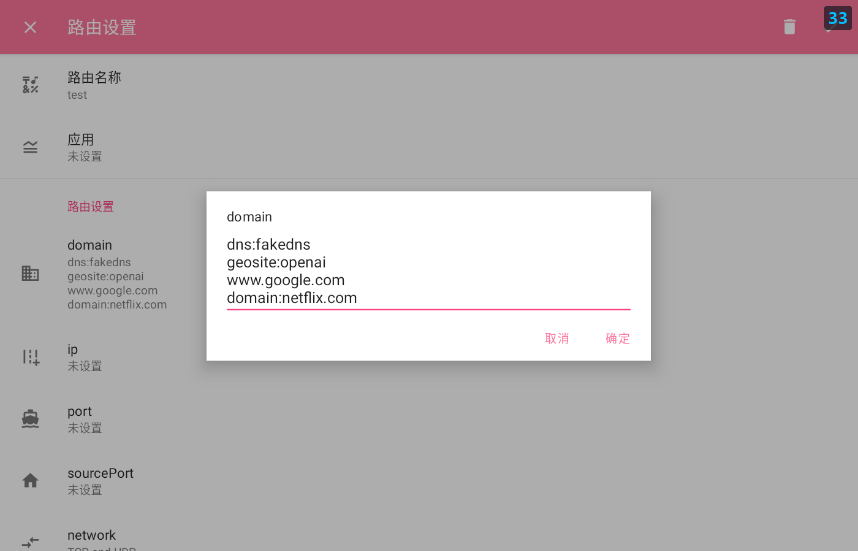 路由设置
33
路由名称
test
应用
未设置
路由设置
domain
dns:fakedns
geosite:openai
www.google.com
domain:netflix.com
ip
未设置
port
未设置
sourcePort
未设置
network
TCP and UDP
domain
dns:fakedns
geosite:openai
www.google.com
domain:netflix.com
取消
确定